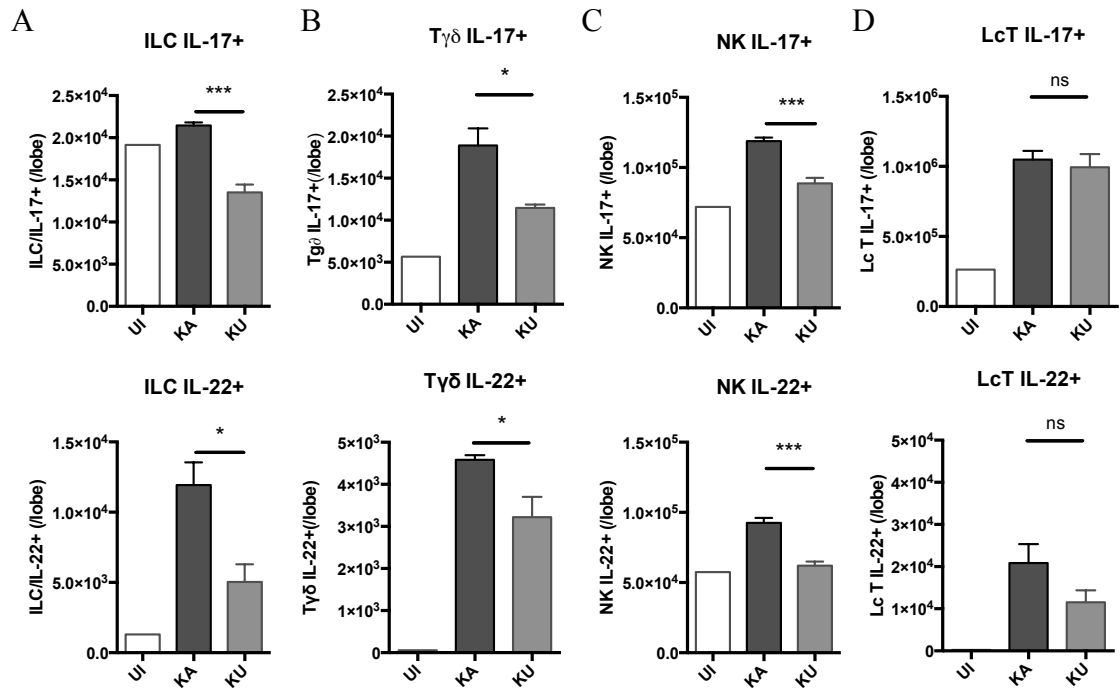 A
ILC IL-17+
ILC/IL-17+ (/lobe)
2.5×10⁴
2.0×10⁴
1.5×10⁴
1.0×10⁴
5.0×10³
0.0
***
UI
KA
KU
B
Tγδ IL-17+
Tg∂ IL-17+(/lobe)
2.5×10⁴
2.0×10⁴
1.5×10⁴
1.0×10⁴
5.0×10³
0.0
*
UI
KA
KU
C
NK IL-17+
NK IL-17+ (/lobe)
1.5×10⁵
1.0×10⁵
5.0×10⁴
0.0
***
UI
KA
KU
D
LcT IL-17+
Lc T IL-17+ (/lobe)
1.5×10⁶
1.0×10⁶
5.0×10⁵
0.0
ns
UI
KA
KU
ILC IL-22+
ILC/IL-22+ (/lobe)
1.5×10⁴
1.0×10⁴
5.0×10³
0.0
*
UI
KA
KU
Tγδ IL-22+
Tγδ IL-22+(/lobe)
5×10³
4×10³
3×10³
2×10³
1×10³
0
*
UI
KA
KU
NK IL-22+
NK IL-22+ (/lobe)
1.5×10⁵
1.0×10⁵
5.0×10⁴
0.0
***
UI
KA
KU
LcT IL-22+
Lc T IL-22+ (/lobe)
5×10⁴
4×10⁴
3×10⁴
2×10⁴
1×10⁴
0
ns
UI
KA
KU